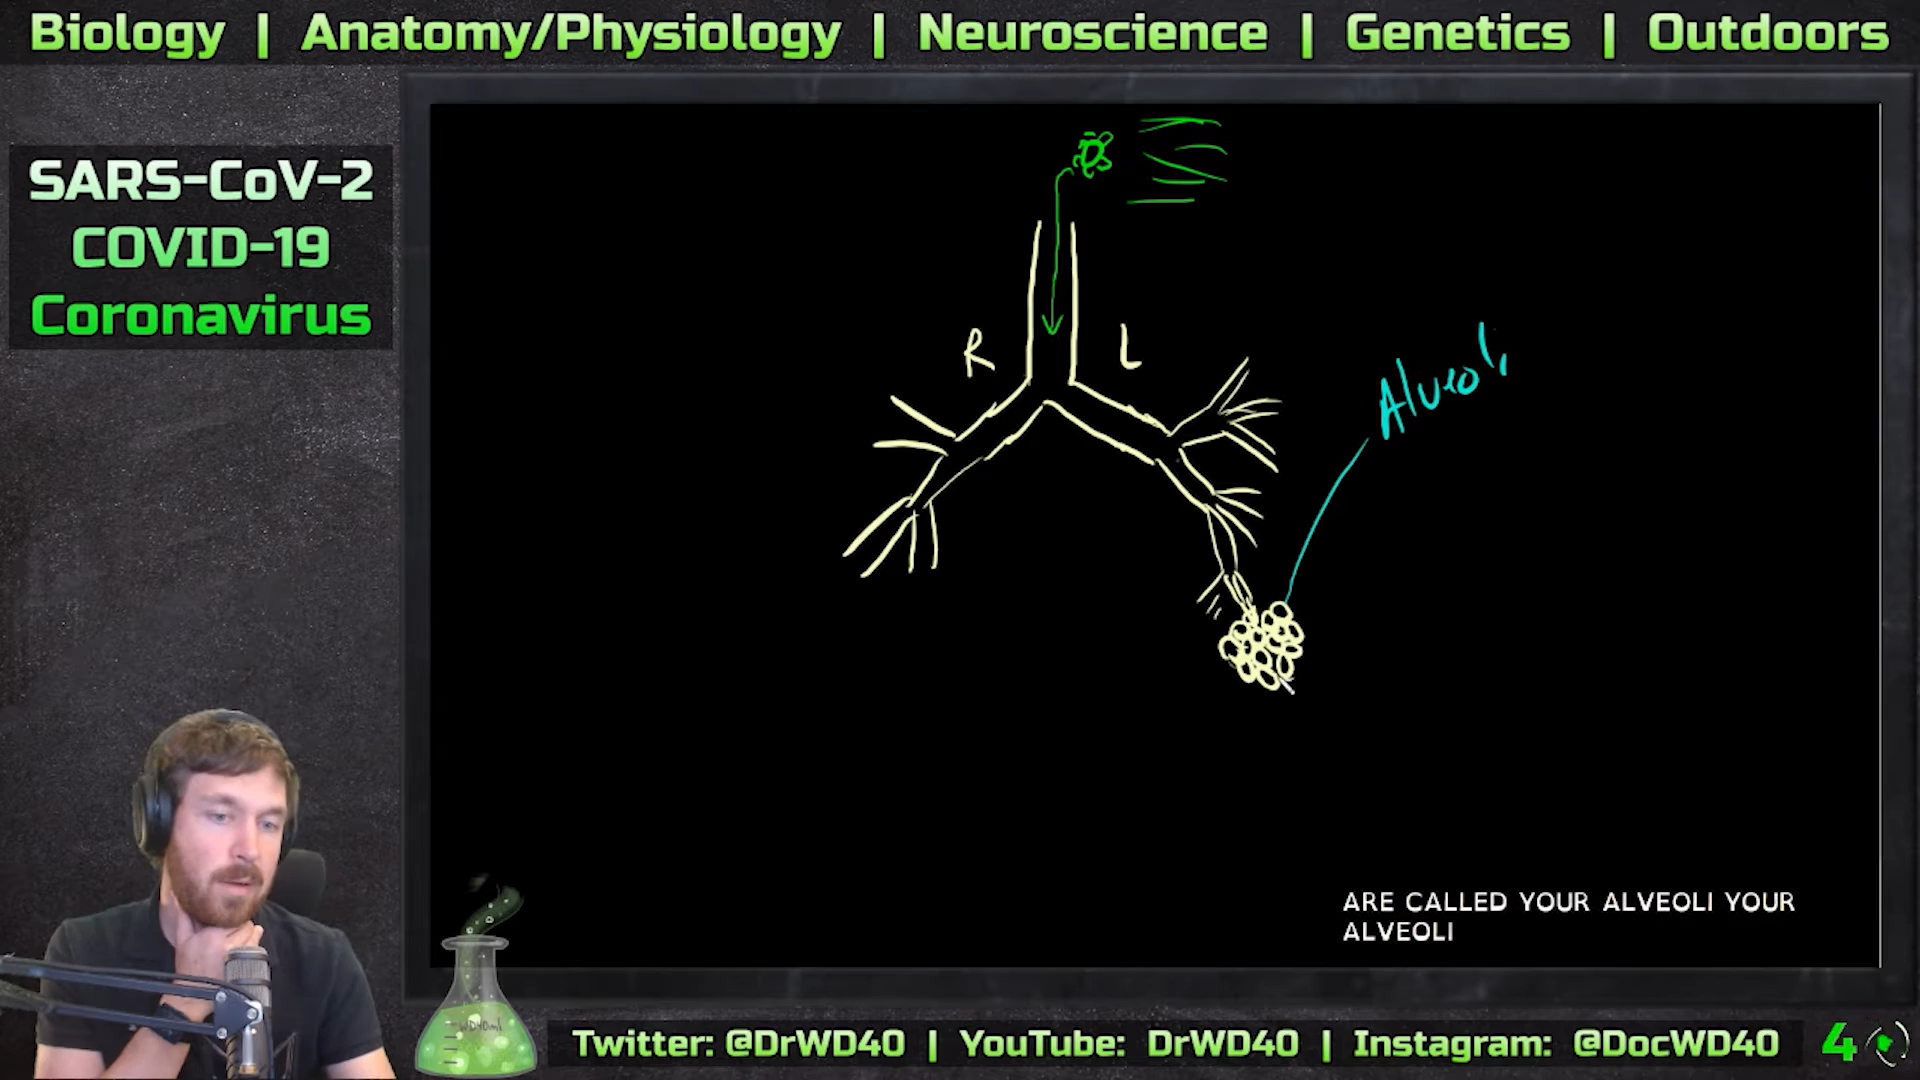 Biology | Anatomy/Physiology | Neuroscience | Genetics | Outdoors
SARS-CoV-2
COVID-19
Coronavirus
R
L
Alveoli
ARE CALLED YOUR ALVEOLI YOUR
ALVEOLI
WD40ml
Twitter: @DrWD40 | YouTube: DrWD40 | Instagram: @DocWD40
4